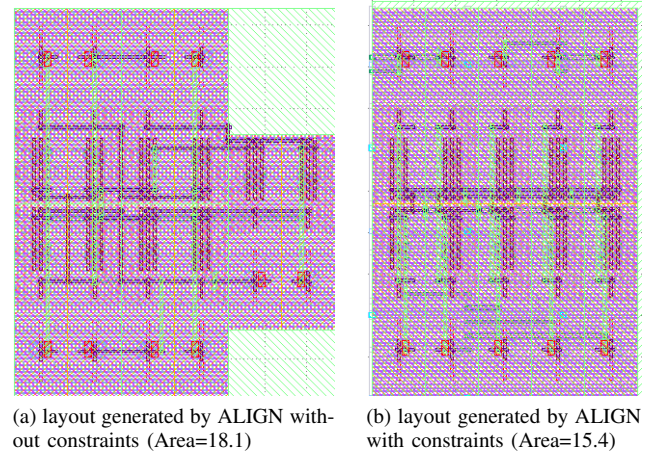 (a) layout generated by ALIGN with-
out constraints (Area=18.1)
(b) layout generated by ALIGN
with constraints (Area=15.4)